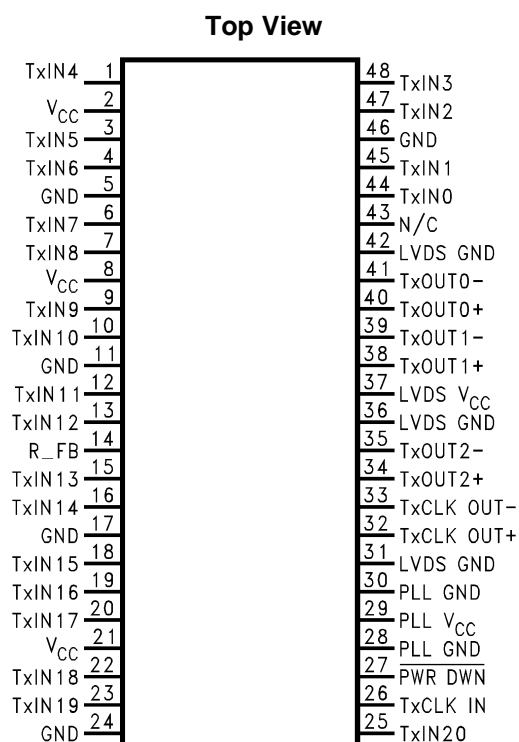 Top View
TxIN4 1
VCC 2
TxIN5 3
TxIN6 4
GND 5
TxIN7 6
TxIN8 7
VCC 8
TxIN9 9
TxIN10 10
GND 11
TxIN11 12
TxIN12 13
R_FB 14
TxIN13 15
TxIN14 16
GND 17
TxIN15 18
TxIN16 19
TxIN17 20
VCC 21
TxIN18 22
TxIN19 23
GND 24
48 TxIN3
47 TxIN2
46 GND
45 TxIN1
44 TxIN0
43 N/C
42 LVDS GND
41 TxOUT0-
40 TxOUT0+
39 TxOUT1-
38 TxOUT1+
37 LVDS VCC
36 LVDS GND
35 TxOUT2-
34 TxOUT2+
33 TxCLK OUT-
32 TxCLK OUT+
31 LVDS GND
30 PLL GND
29 PLL VCC
28 PLL GND
27 PWR DWN
26 TxCLK IN
25 TxIN20